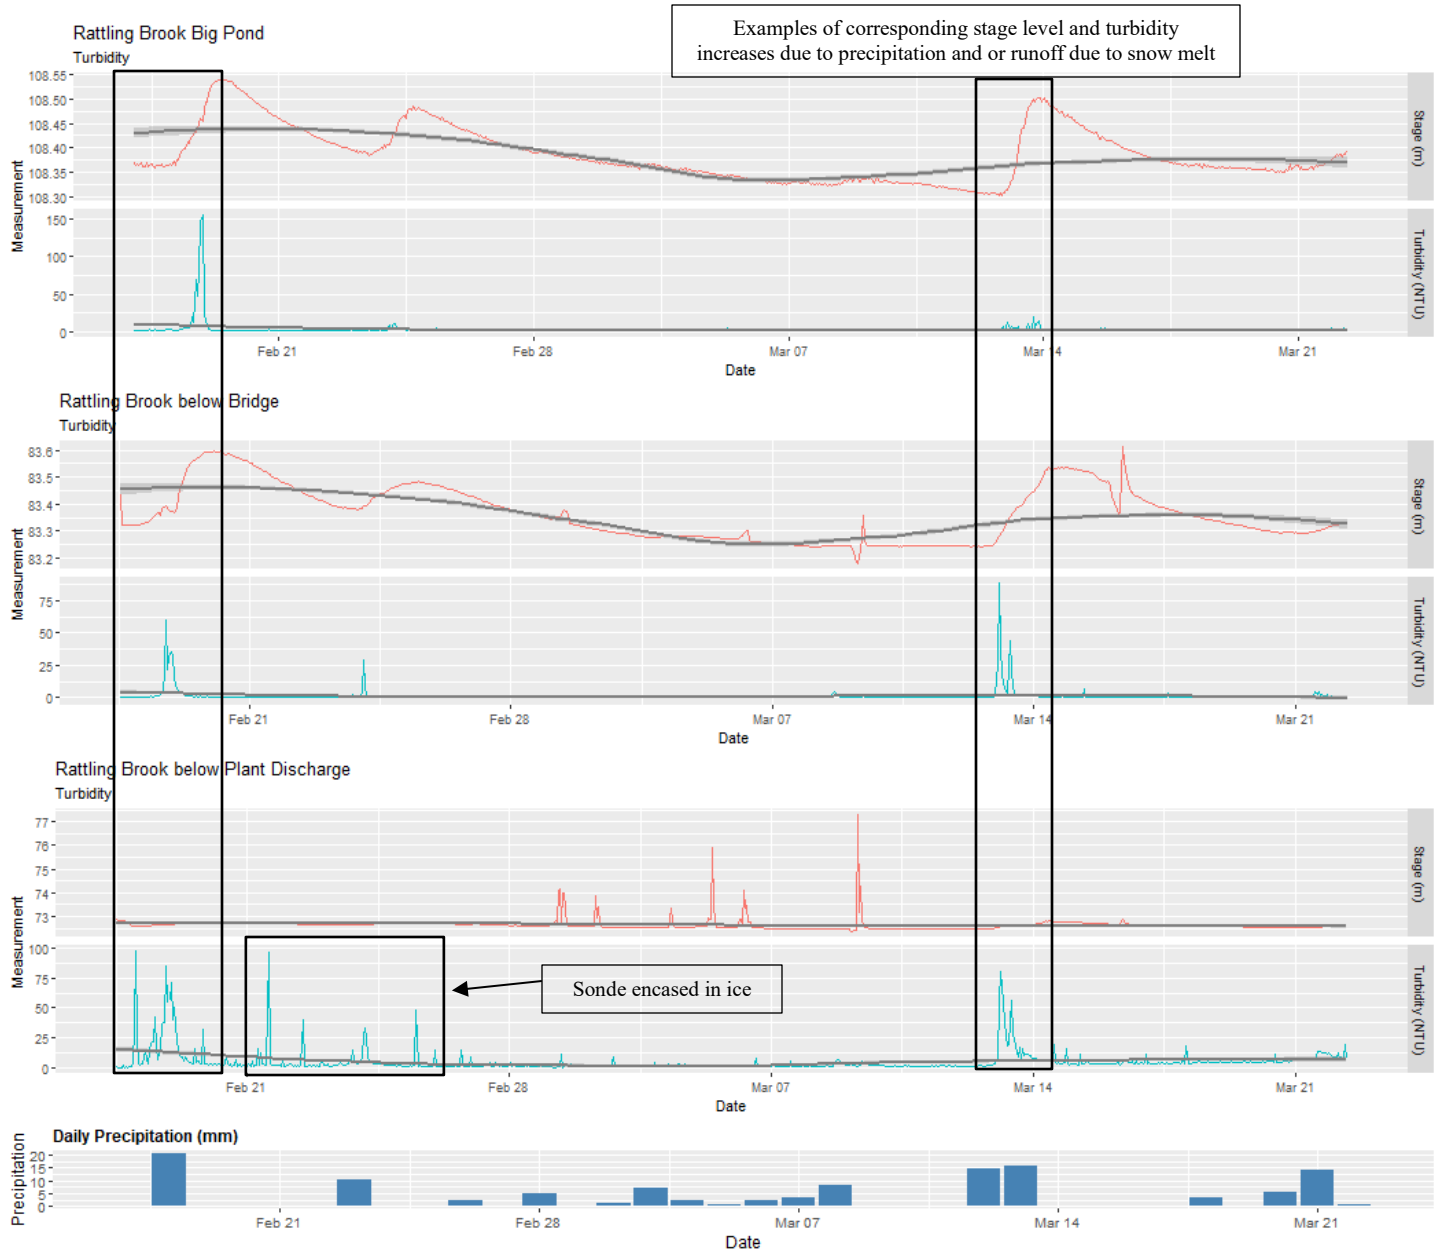 Examples of corresponding stage level and turbidity
increases due to precipitation and or runoff due to snow melt
Rattling Brook Big Pond
Turbidity
Measurement
108.55
108.50
108.45
108.40
108.35
108.30
Stage (m)
150
100
50
0
Turbidity (NTU)
Feb 21
Feb 28
Mar 07
Mar 14
Mar 21
Date
Rattling Brook below Bridge
Turbidity
Measurement
83.6
83.5
83.4
83.3
83.2
Stage (m)
Measurement
75
50
25
0
Turbidity (NTU)
Feb 21
Feb 28
Mar 07
Mar 14
Mar 21
Date
Rattling Brook below Plant Discharge
Turbidity
Measurement
77
76
75
74
73
Stage (m)
100
75
50
25
0
Turbidity (NTU)
Sonde encased in ice
Feb 21
Feb 28
Mar 07
Mar 14
Mar 21
Date
Daily Precipitation (mm)
Precipitation
20
15
10
5
0
Feb 21
Feb 28
Mar 07
Mar 14
Mar 21
Date